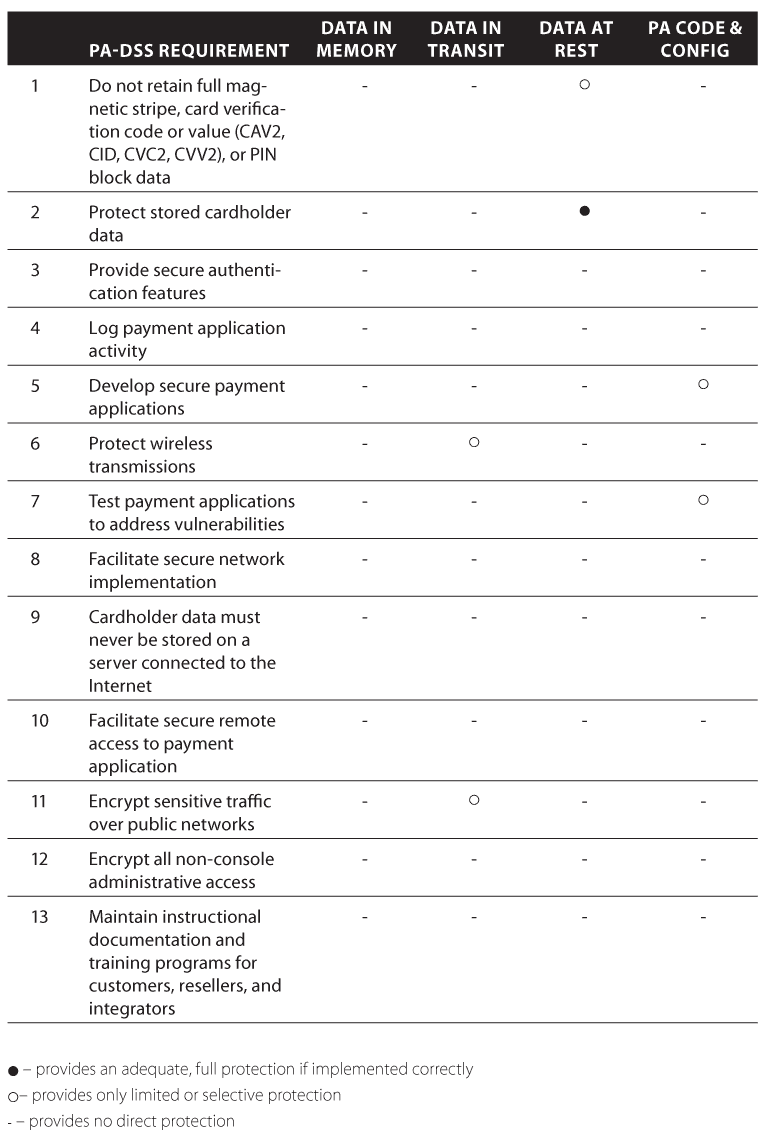 PA-DSS REQUIREMENT DATA IN MEMORY DATA IN TRANSIT DATA AT REST PA CODE & CONFIG
1 Do not retain full mag- - - ○ -
netic stripe, card verifica-
tion code or value (CAV2,
CID, CVC2, CVV2), or PIN
block data
2 Protect stored cardholder - - ● -
data
3 Provide secure authenti- - - - -
cation features
4 Log payment application - - - -
activity
5 Develop secure payment - - - ○
applications
6 Protect wireless - ○ - -
transmissions
7 Test payment applications - - - ○
to address vulnerabilities
8 Facilitate secure network - - - -
implementation
9 Cardholder data must - - - -
never be stored on a
server connected to the
Internet
10 Facilitate secure remote - - - -
access to payment
application
11 Encrypt sensitive traffic - ○ - -
over public networks
12 Encrypt all non-console - - - -
administrative access
13 Maintain instructional - - - -
documentation and
training programs for
customers, resellers, and
integrators
● – provides an adequate, full protection if implemented correctly
○– provides only limited or selective protection
- – provides no direct protection